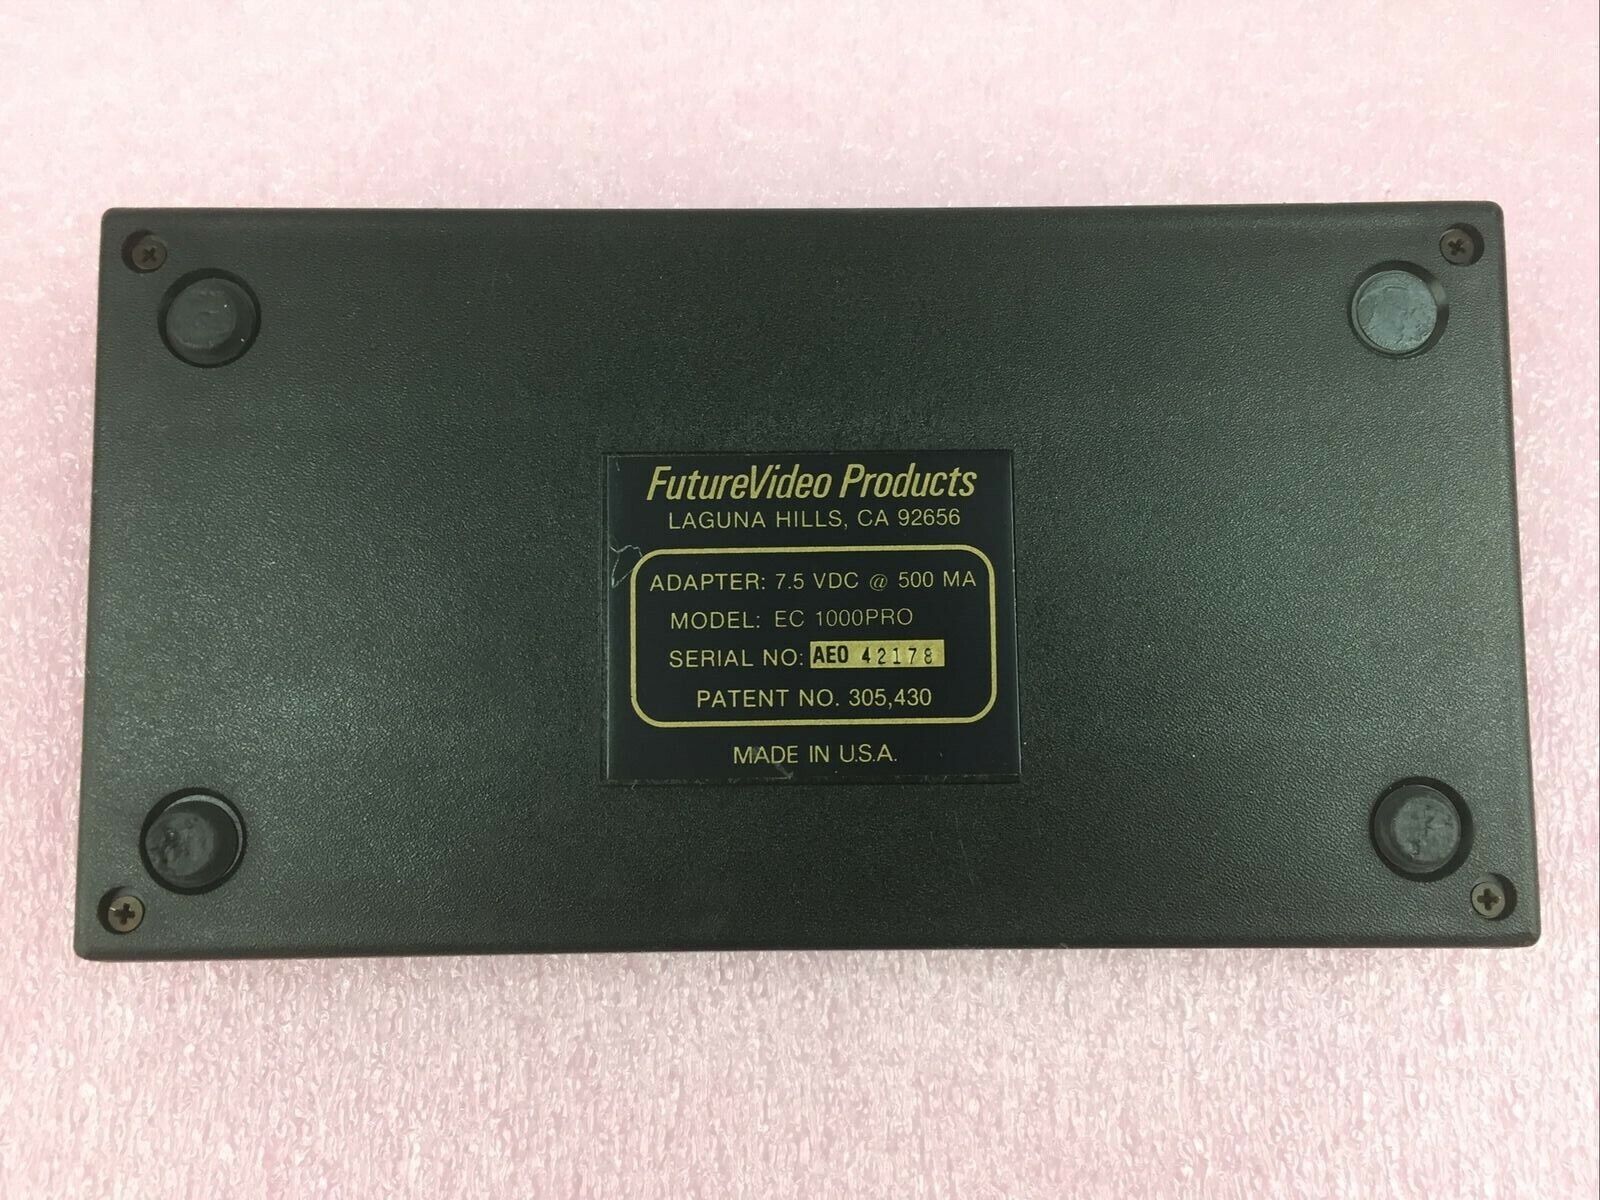 FutureVideo Products
LAGUNA HILLS, CA 92656
ADAPTER: 7.5 VDC @ 500 MA
MODEL: EC 1000PRO
SERIAL NO: AEO 42178
PATENT NO. 305,430
MADE IN U.S.A.